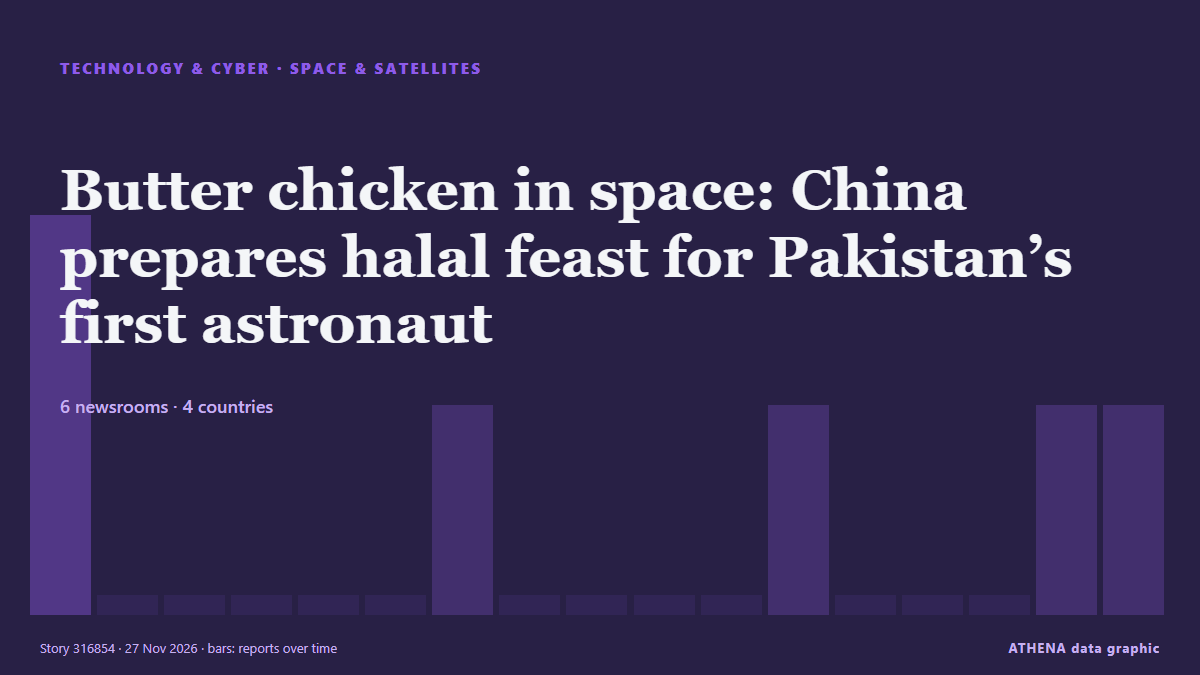 TECHNOLOGY & CYBER · SPACE & SATELLITES
Butter chicken in space: China
prepares halal feast for Pakistan’s
first astronaut
6 newsrooms · 4 countries
Story 316854 · 27 Nov 2026 · bars: reports over time
ATHENA data graphic